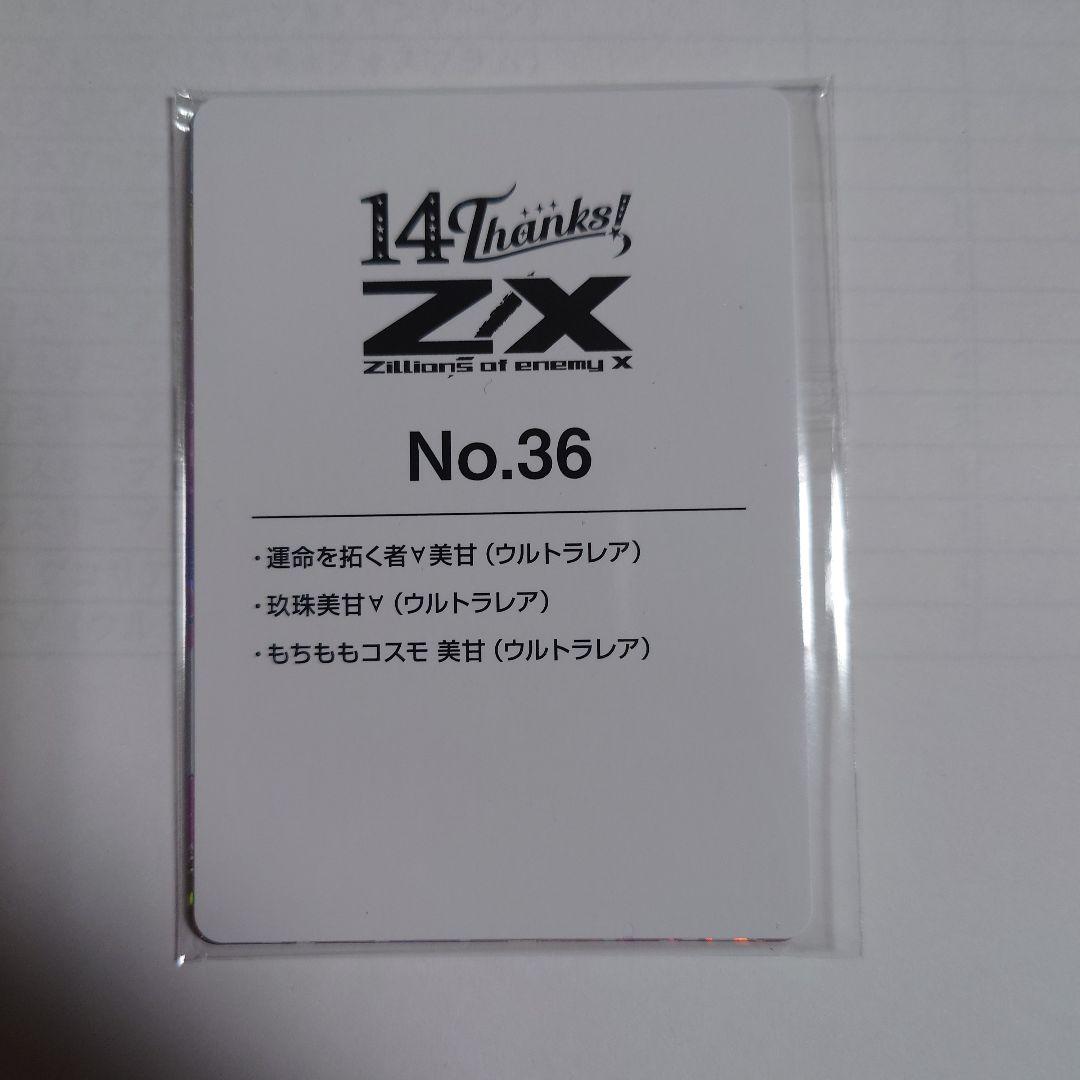 14Thanks!
Z/X
Zillions of enemy X
No.36
・運命を拓く者∀美甘（ウルトラレア）
・玖珠美甘∀（ウルトラレア）
・もちももコスモ 美甘（ウルトラレア）